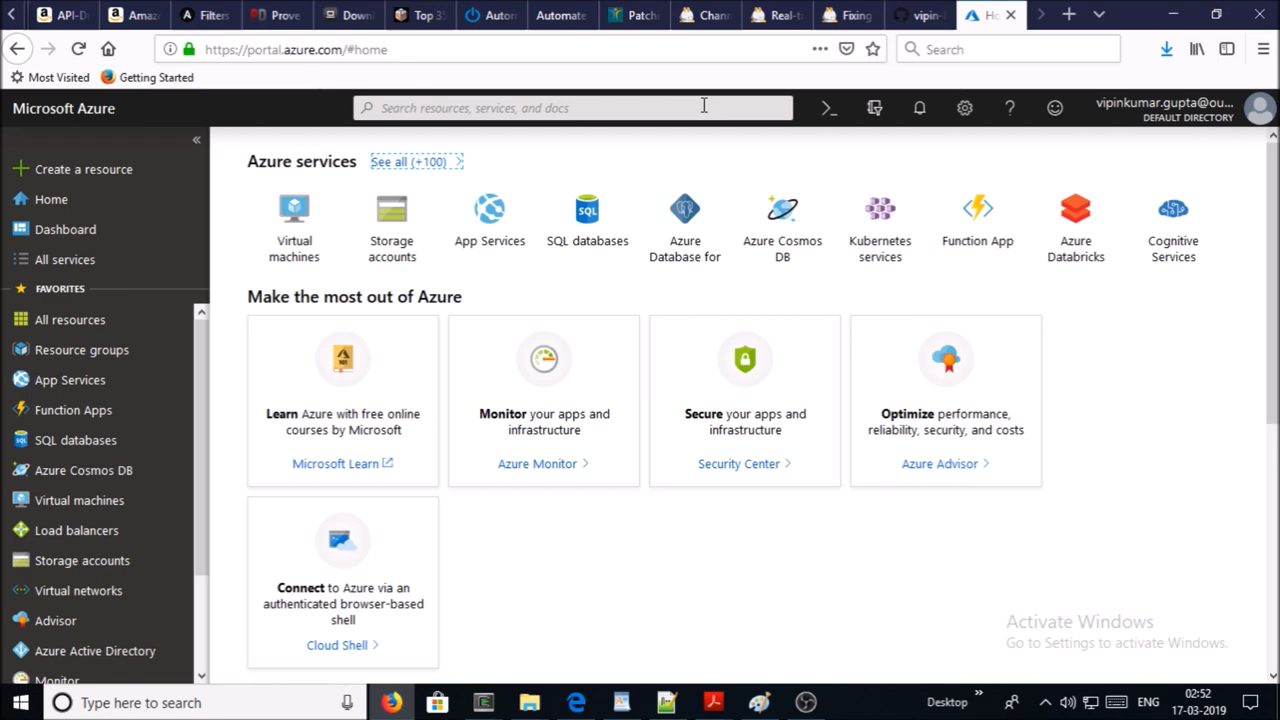 API-D
Amaz
Filters
Prove
Downl
Top 3
Auton
Automate
Patchi
Chann
Real-ti
Fixing
vipin-
Ho
https://portal.azure.com/#home
Search
Most Visited
Getting Started
Microsoft Azure
Search resources, services, and docs
vipinkumar.gupta@ou...
DEFAULT DIRECTORY
Create a resource
Home
Dashboard
All services
FAVORITES
All resources
Resource groups
App Services
Function Apps
SQL databases
Azure Cosmos DB
Virtual machines
Load balancers
Storage accounts
Virtual networks
Advisor
Azure Active Directory
Monitor
Azure services
See all (+100)
Virtual machines
Storage accounts
App Services
SQL
SQL databases
Azure Database for
Azure Cosmos DB
Kubernetes services
Function App
Azure Databricks
Cognitive Services
Make the most out of Azure
Learn Azure with free online
courses by Microsoft
Microsoft Learn
Monitor your apps and
infrastructure
Azure Monitor
Secure your apps and
infrastructure
Security Center
Optimize performance,
reliability, security, and costs
Azure Advisor
Connect to Azure via an
authenticated browser-based
shell
Cloud Shell
Activate Windows
Go to Settings to activate Windows.
Type here to search
Desktop
ENG
02:52
17-03-2019